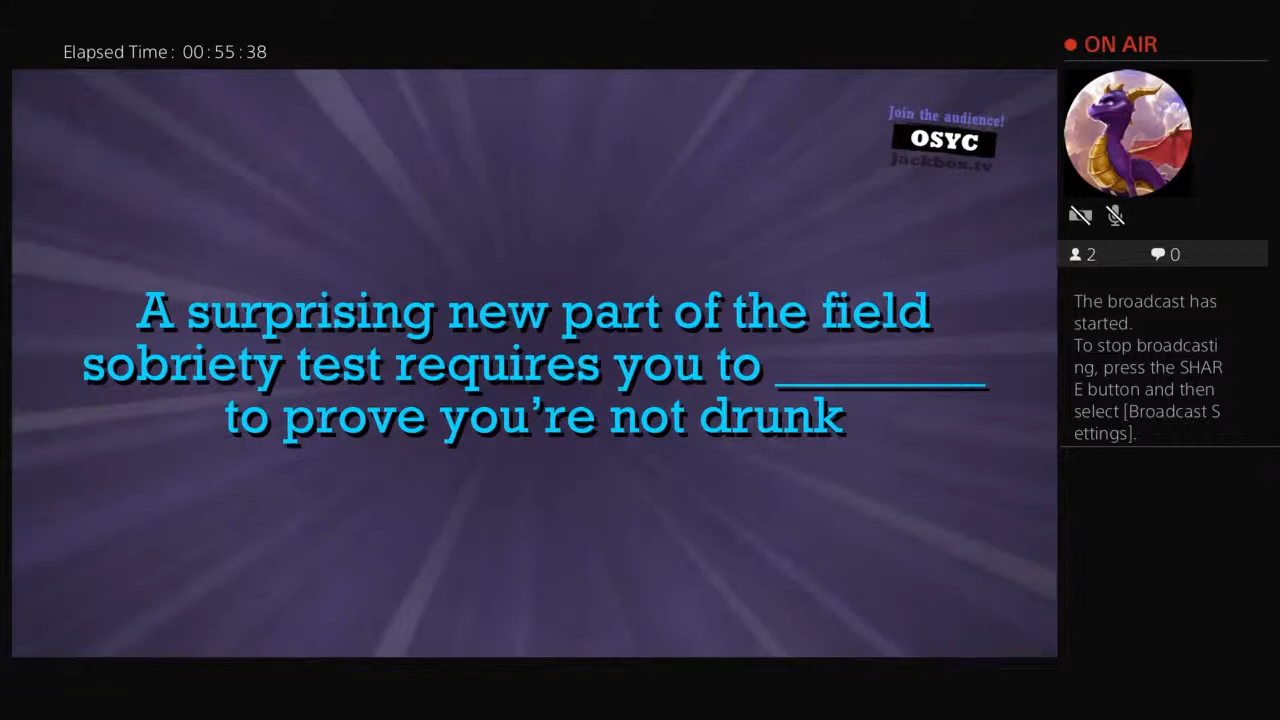 Elapsed Time: 00:55:38
ON AIR
Join the audience!
OSYC
jackbox.tv
A surprising new part of the field
sobriety test requires you to __________
to prove you're not drunk
2
0
The broadcast has
started.
To stop broadcasti
ng, press the SHAR
E button and then
select [Broadcast S
ettings].